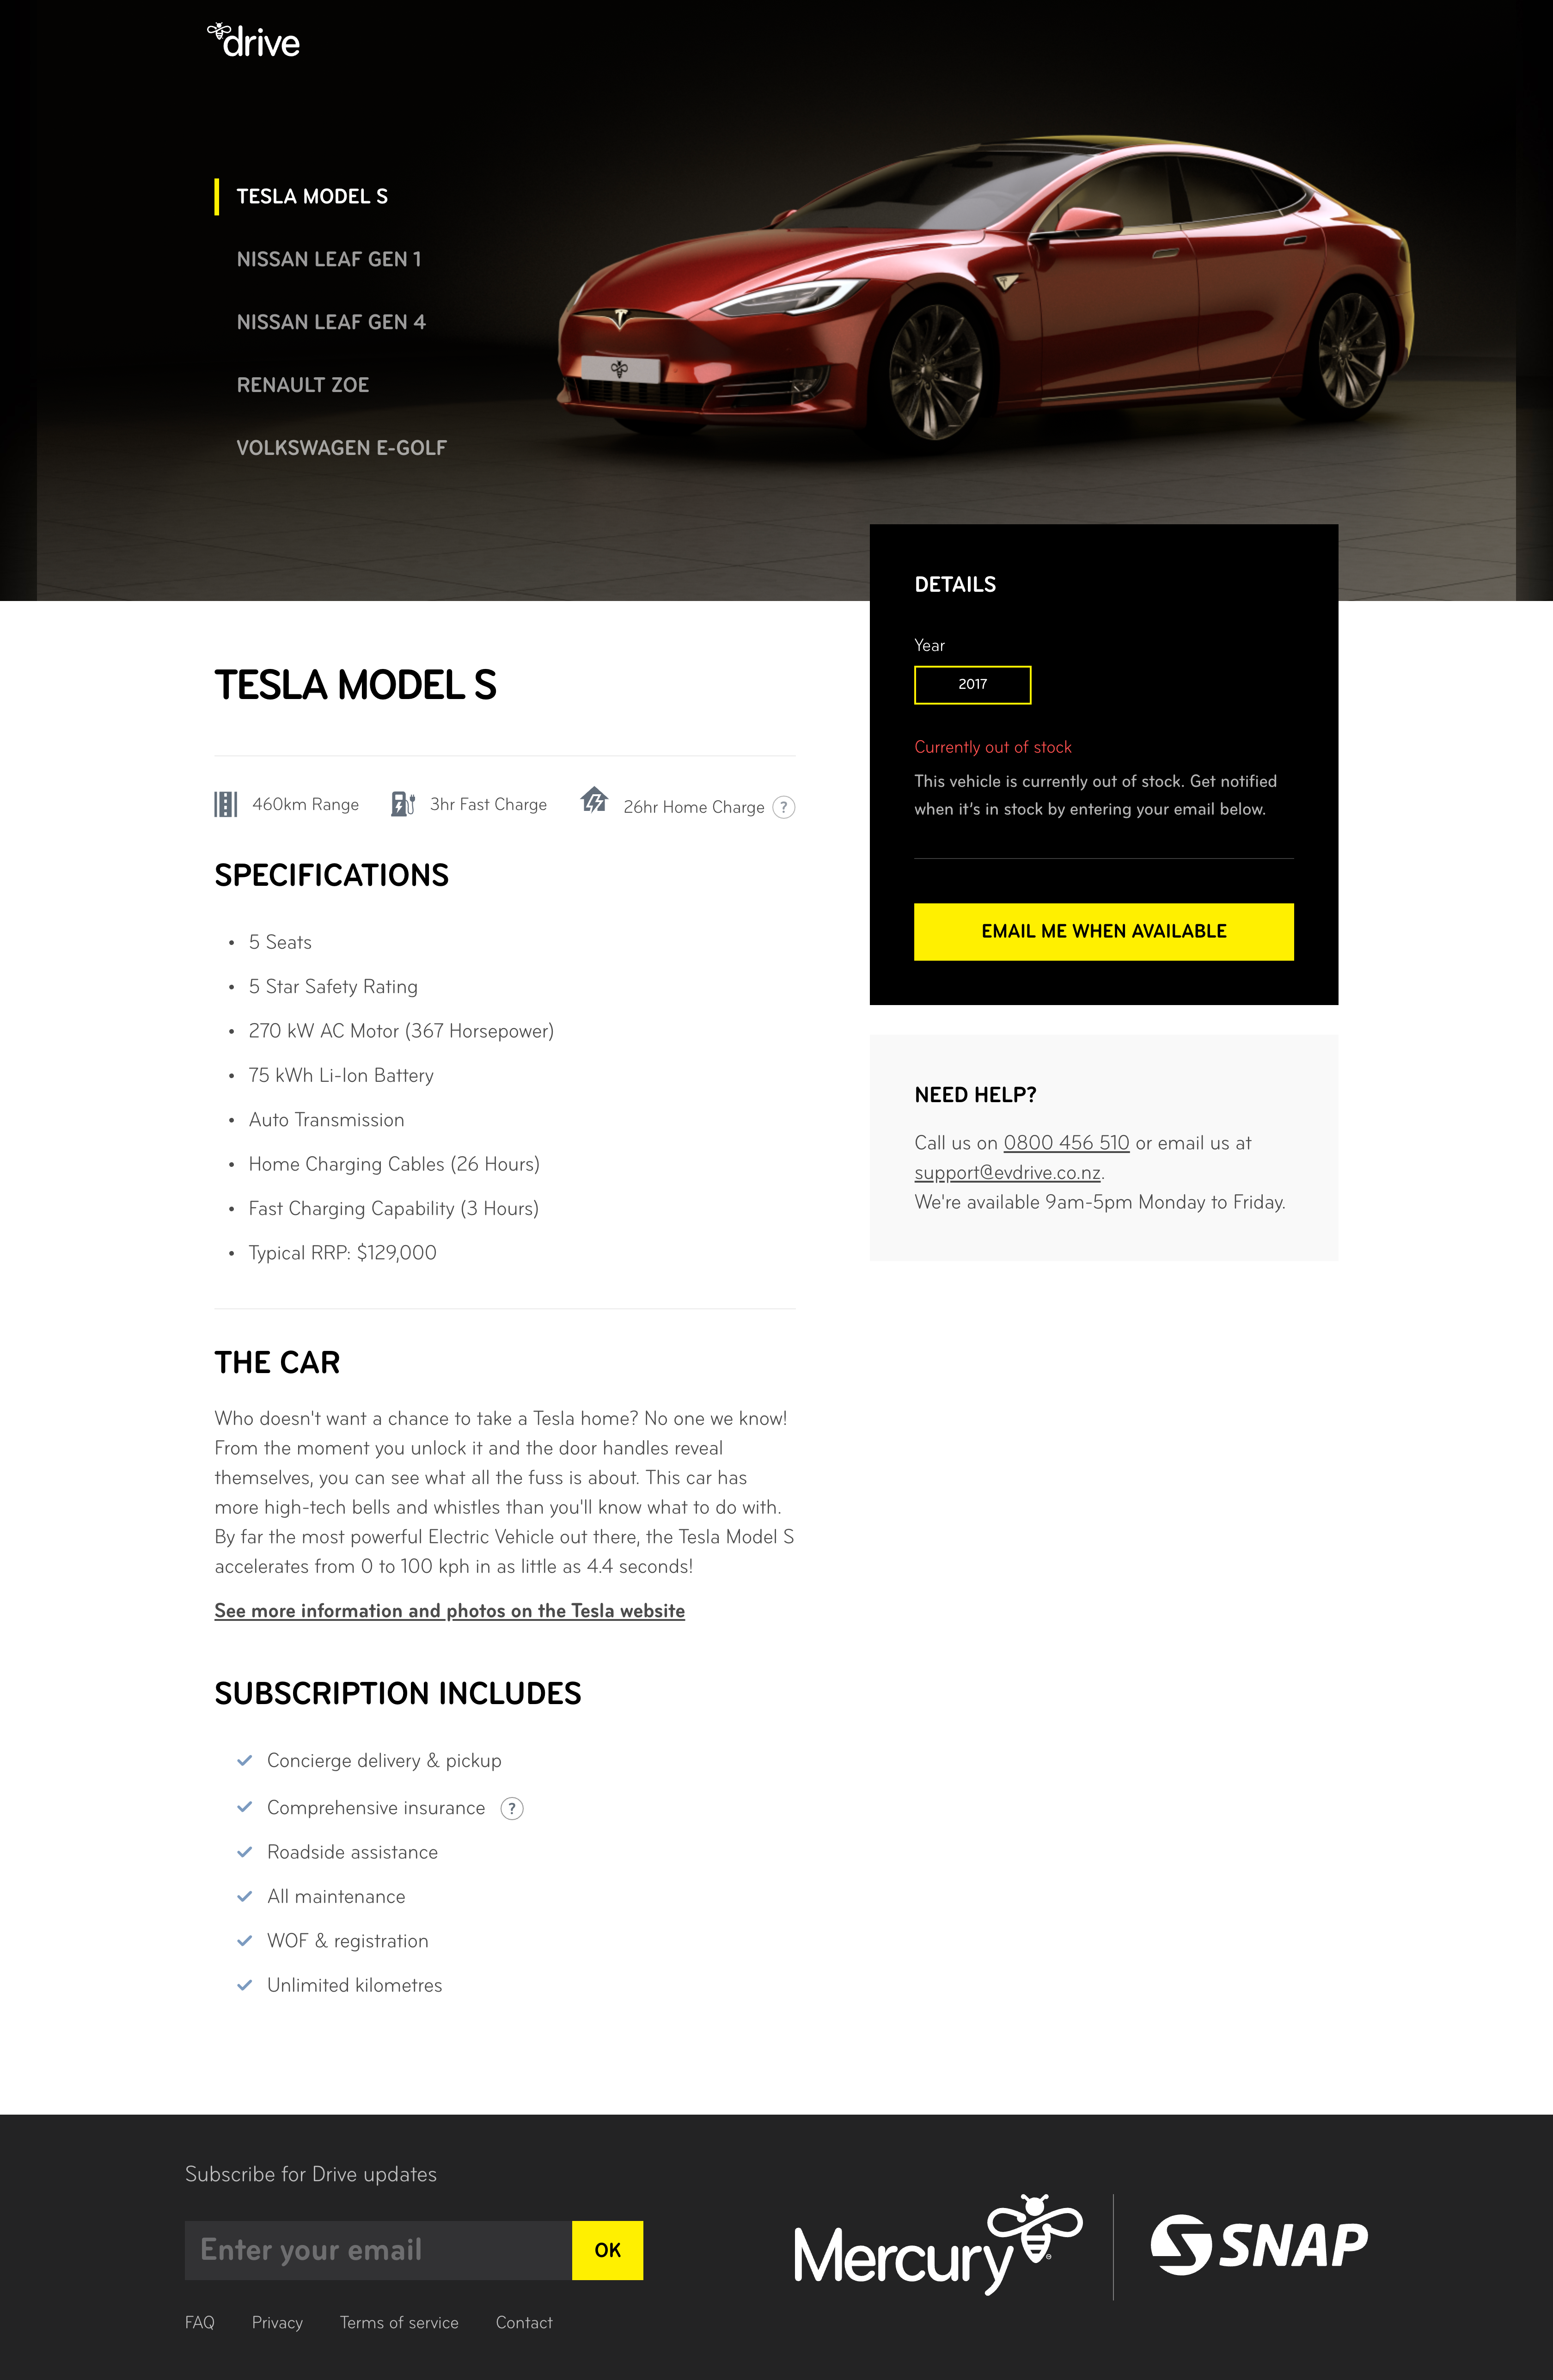 drive
TESLA MODEL S
NISSAN LEAF GEN 1
NISSAN LEAF GEN 4
RENAULT ZOE
VOLKSWAGEN E-GOLF
TESLA MODEL S
460km Range
3hr Fast Charge
26hr Home Charge ?
SPECIFICATIONS
• 5 Seats
• 5 Star Safety Rating
• 270 kW AC Motor (367 Horsepower)
• 75 kWh Li-Ion Battery
• Auto Transmission
• Home Charging Cables (26 Hours)
• Fast Charging Capability (3 Hours)
• Typical RRP: $129,000
THE CAR
Who doesn't want a chance to take a Tesla home? No one we know!
From the moment you unlock it and the door handles reveal
themselves, you can see what all the fuss is about. This car has
more high-tech bells and whistles than you'll know what to do with.
By far the most powerful Electric Vehicle out there, the Tesla Model S
accelerates from 0 to 100 kph in as little as 4.4 seconds!
See more information and photos on the Tesla website
SUBSCRIPTION INCLUDES
Concierge delivery & pickup
Comprehensive insurance ?
Roadside assistance
All maintenance
WOF & registration
Unlimited kilometres
DETAILS
Year
2017
Currently out of stock
This vehicle is currently out of stock. Get notified
when it’s in stock by entering your email below.
EMAIL ME WHEN AVAILABLE
NEED HELP?
Call us on 0800 456 510 or email us at
support@evdrive.co.nz.
We're available 9am-5pm Monday to Friday.
Subscribe for Drive updates
Enter your email
OK
FAQ
Privacy
Terms of service
Contact
Mercury
SNAP